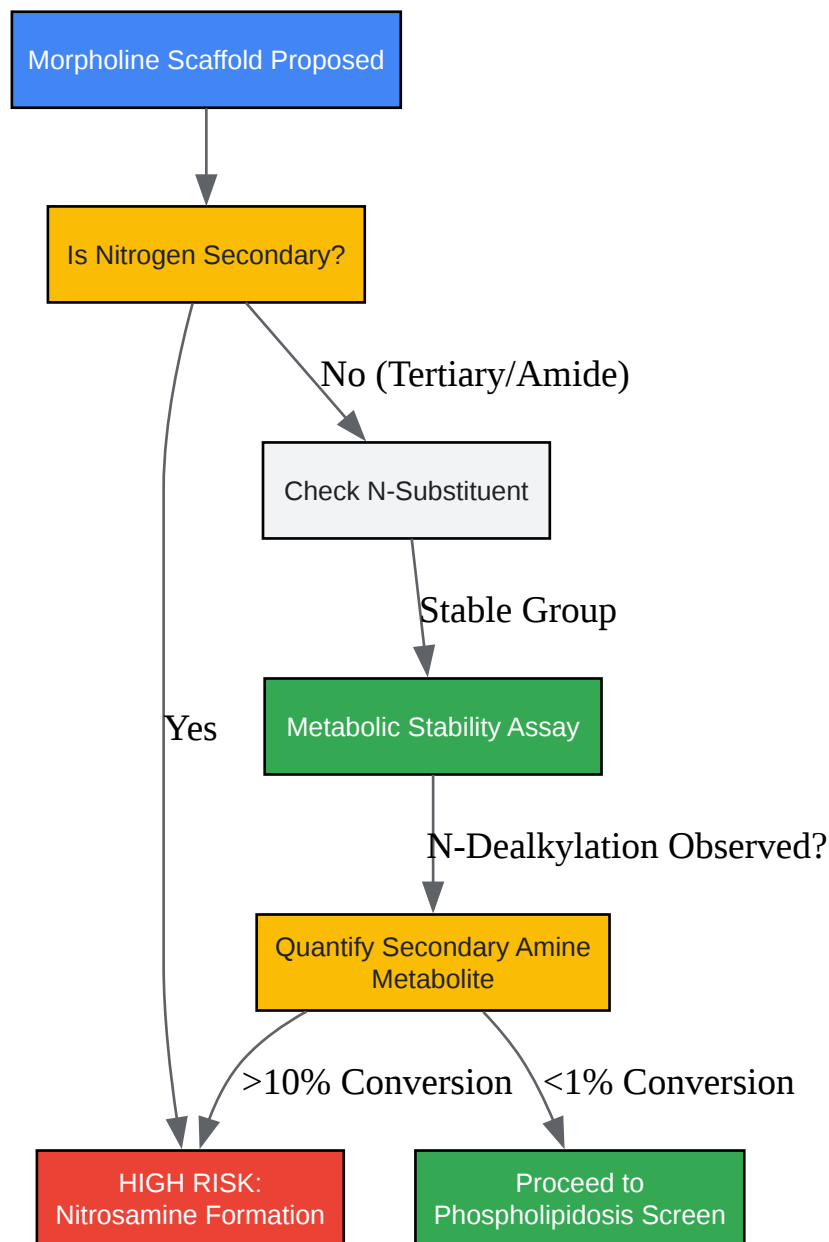 Morpholine Scaffold Proposed
Is Nitrogen Secondary?
No (Tertiary/Amide)
Check N-Substituent
Stable Group
Metabolic Stability Assay
Yes
N-Dealkylation Observed?
Quantify Secondary Amine
Metabolite
>10% Conversion
<1% Conversion
HIGH RISK:
Nitrosamine Formation
Proceed to
Phospholipidosis Screen